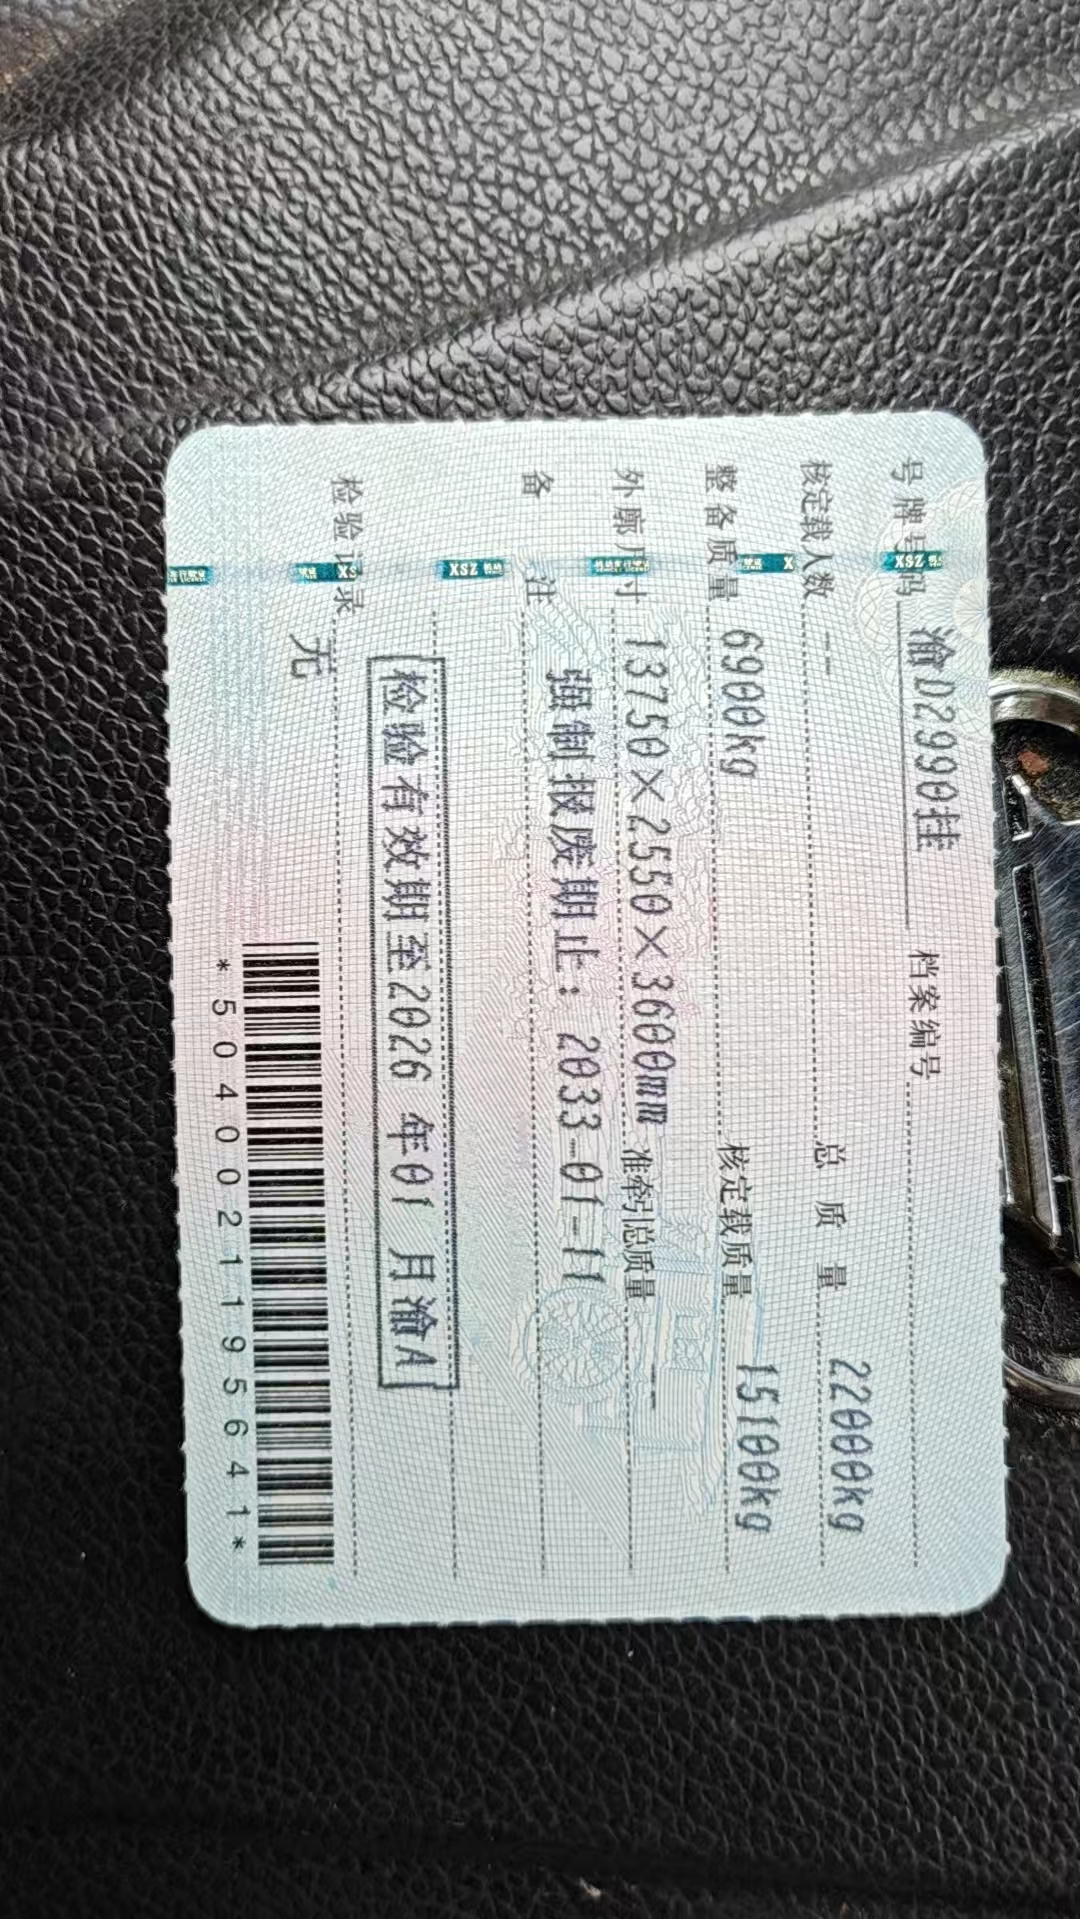 号牌号码 渝D2990挂 档案编号
核定载人数 -- 总质量 22000kg
整备质量 6900kg 核定载质量 15100kg
外廓尺寸 13750×2550×3600mm 准牵引总质量 --
备注 强制报废期止：2033-01-11
检验有效期至2026年01月渝A
检验记录
无
*5040021195641*